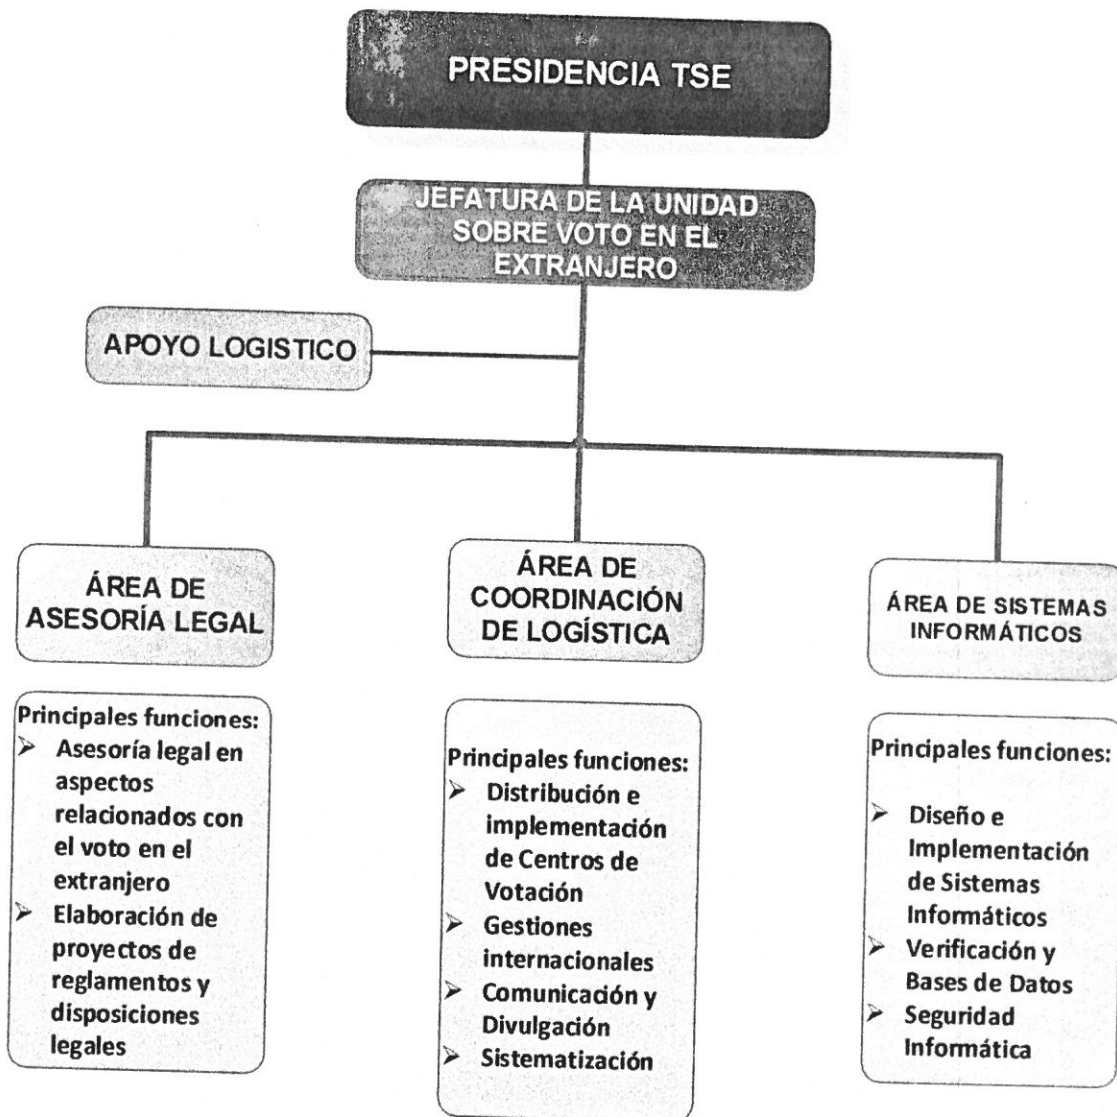 PRESIDENCIA TSE
JEFATURA DE LA UNIDAD
SOBRE VOTO EN EL
EXTRANJERO
APOYO LOGISTICO
ÁREA DE
ASESORÍA LEGAL
ÁREA DE
COORDINACIÓN
DE LOGÍSTICA
ÁREA DE SISTEMAS
INFORMÁTICOS
Principales funciones:
➢ Asesoría legal en
aspectos
relacionados con
el voto en el
extranjero
➢ Elaboración de
proyectos de
reglamentos y
disposiciones
legales
Principales funciones:
➢ Distribución e
implementación
de Centros de
Votación
➢ Gestiones
internacionales
➢ Comunicación y
Divulgación
➢ Sistematización
Principales funciones:
➢ Diseño e
Implementación
de Sistemas
Informáticos
➢ Verificación y
Bases de Datos
➢ Seguridad
Informática